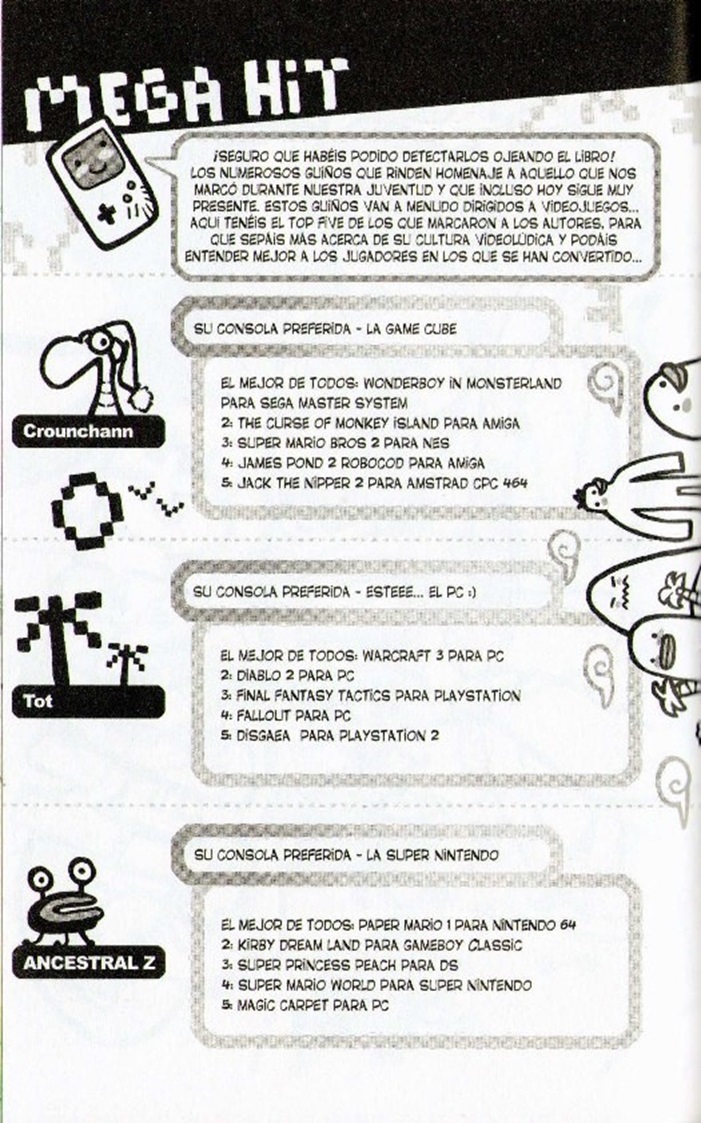 MEGA HiT
¡SEGURO QUE HABÉIS PODIDO DETECTARLOS OJEANDO EL LIBRO!
LOS NUMEROSOS GUIÑOS QUE RINDEN HOMENAJE A AQUELLO QUE NOS
MARCÓ DURANTE NUESTRA JUVENTUD Y QUE INCLUSO HOY SIGUE MUY
PRESENTE. ESTOS GUIÑOS VAN A MENUDO DIRIGIDOS A VIDEOJUEGOS...
AQUÍ TENÉIS EL TOP FIVE DE LOS QUE MARCARON A LOS AUTORES, PARA
QUE SEPÁIS MÁS ACERCA DE SU CULTURA VIDEOLÚDICA Y PODÁIS
ENTENDER MEJOR A LOS JUGADORES EN LOS QUE SE HAN CONVERTIDO...
SU CONSOLA PREFERIDA - LA GAME CUBE
EL MEJOR DE TODOS: WONDERBOY IN MONSTERLAND
PARA SEGA MASTER SYSTEM
2: THE CURSE OF MONKEY ISLAND PARA AMIGA
3: SUPER MARIO BROS 2 PARA NES
4: JAMES POND 2 ROBOCOD PARA AMIGA
5: JACK THE NIPPER 2 PARA AMSTRAD CPC 464
Crounchann
SU CONSOLA PREFERIDA - ESTEEE... EL PC :)
EL MEJOR DE TODOS: WARCRAFT 3 PARA PC
2: DIABLO 2 PARA PC
3: FINAL FANTASY TACTICS PARA PLAYSTATION
4: FALLOUT PARA PC
5: DISGAEA PARA PLAYSTATION 2
Tot
SU CONSOLA PREFERIDA - LA SUPER NINTENDO
EL MEJOR DE TODOS: PAPER MARIO 1 PARA NINTENDO 64
2: KIRBY DREAM LAND PARA GAMEBOY CLASSIC
3: SUPER PRINCESS PEACH PARA DS
4: SUPER MARIO WORLD PARA SUPER NINTENDO
5: MAGIC CARPET PARA PC
ANCESTRAL Z